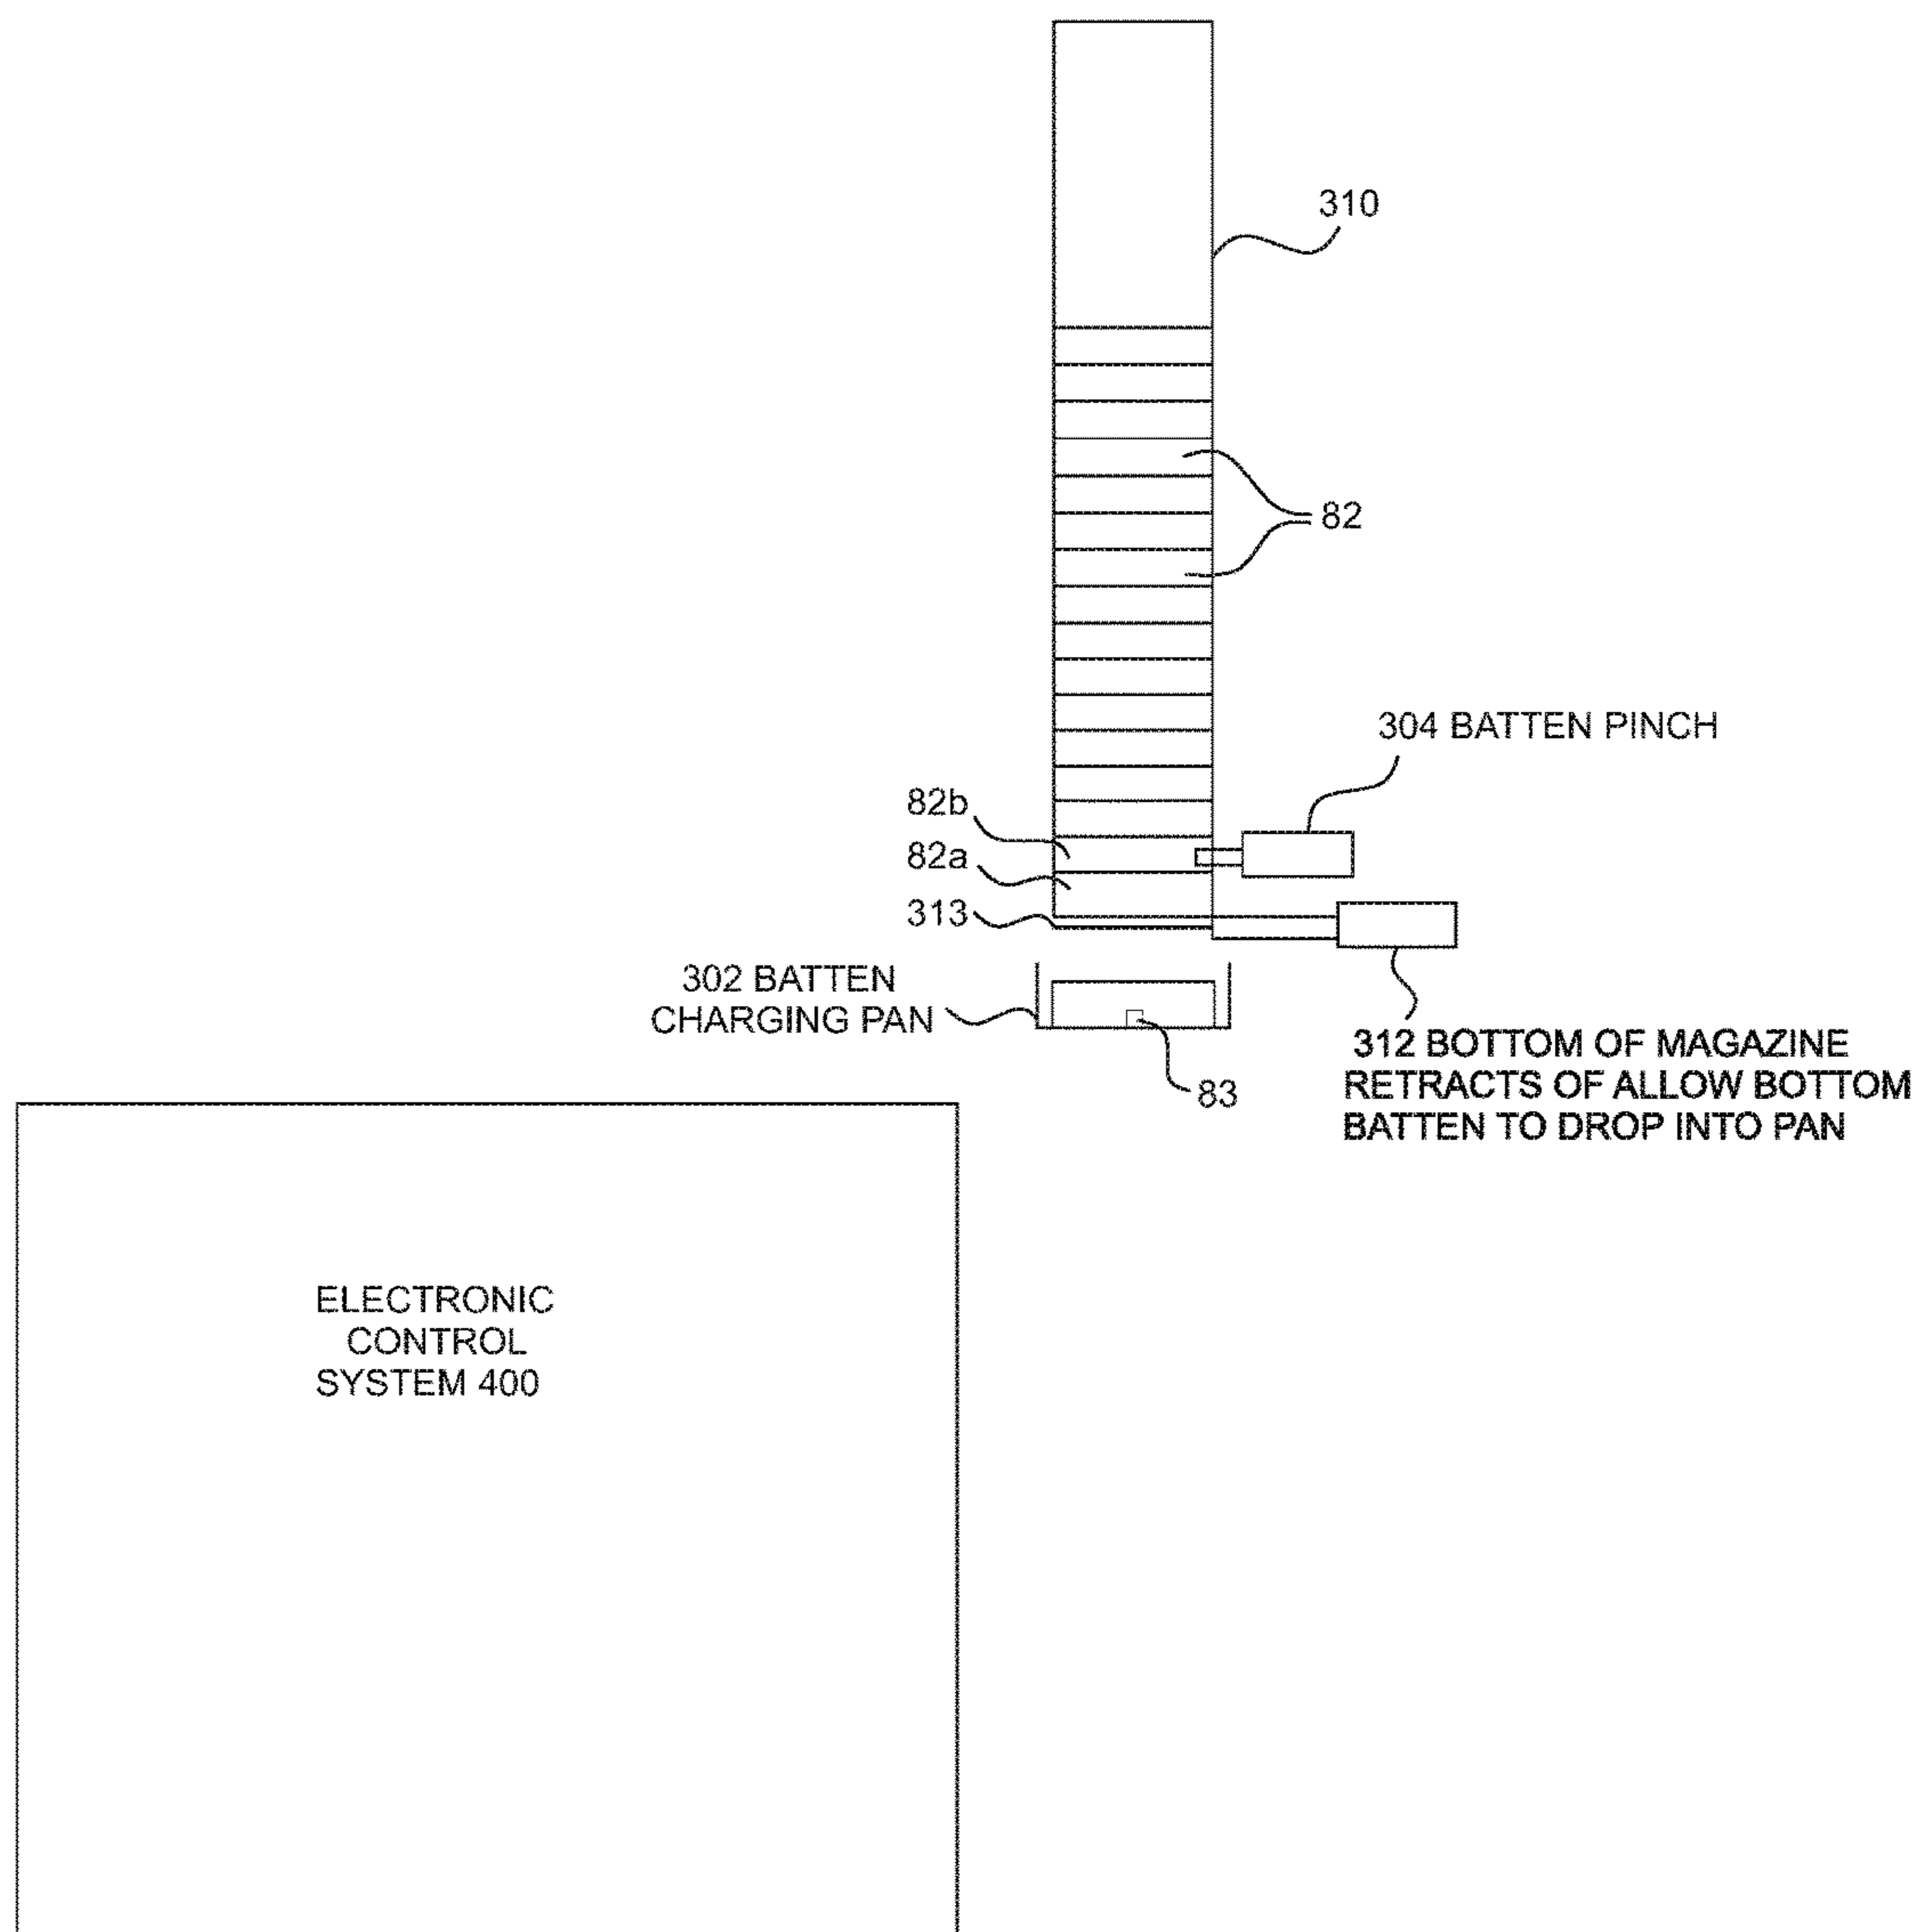 310
82
304 BATTEN PINCH
82b
82a
313
302 BATTEN
CHARGING PAN
83
312 BOTTOM OF MAGAZINE
RETRACTS OF ALLOW BOTTOM
BATTEN TO DROP INTO PAN
ELECTRONIC
CONTROL
SYSTEM 400